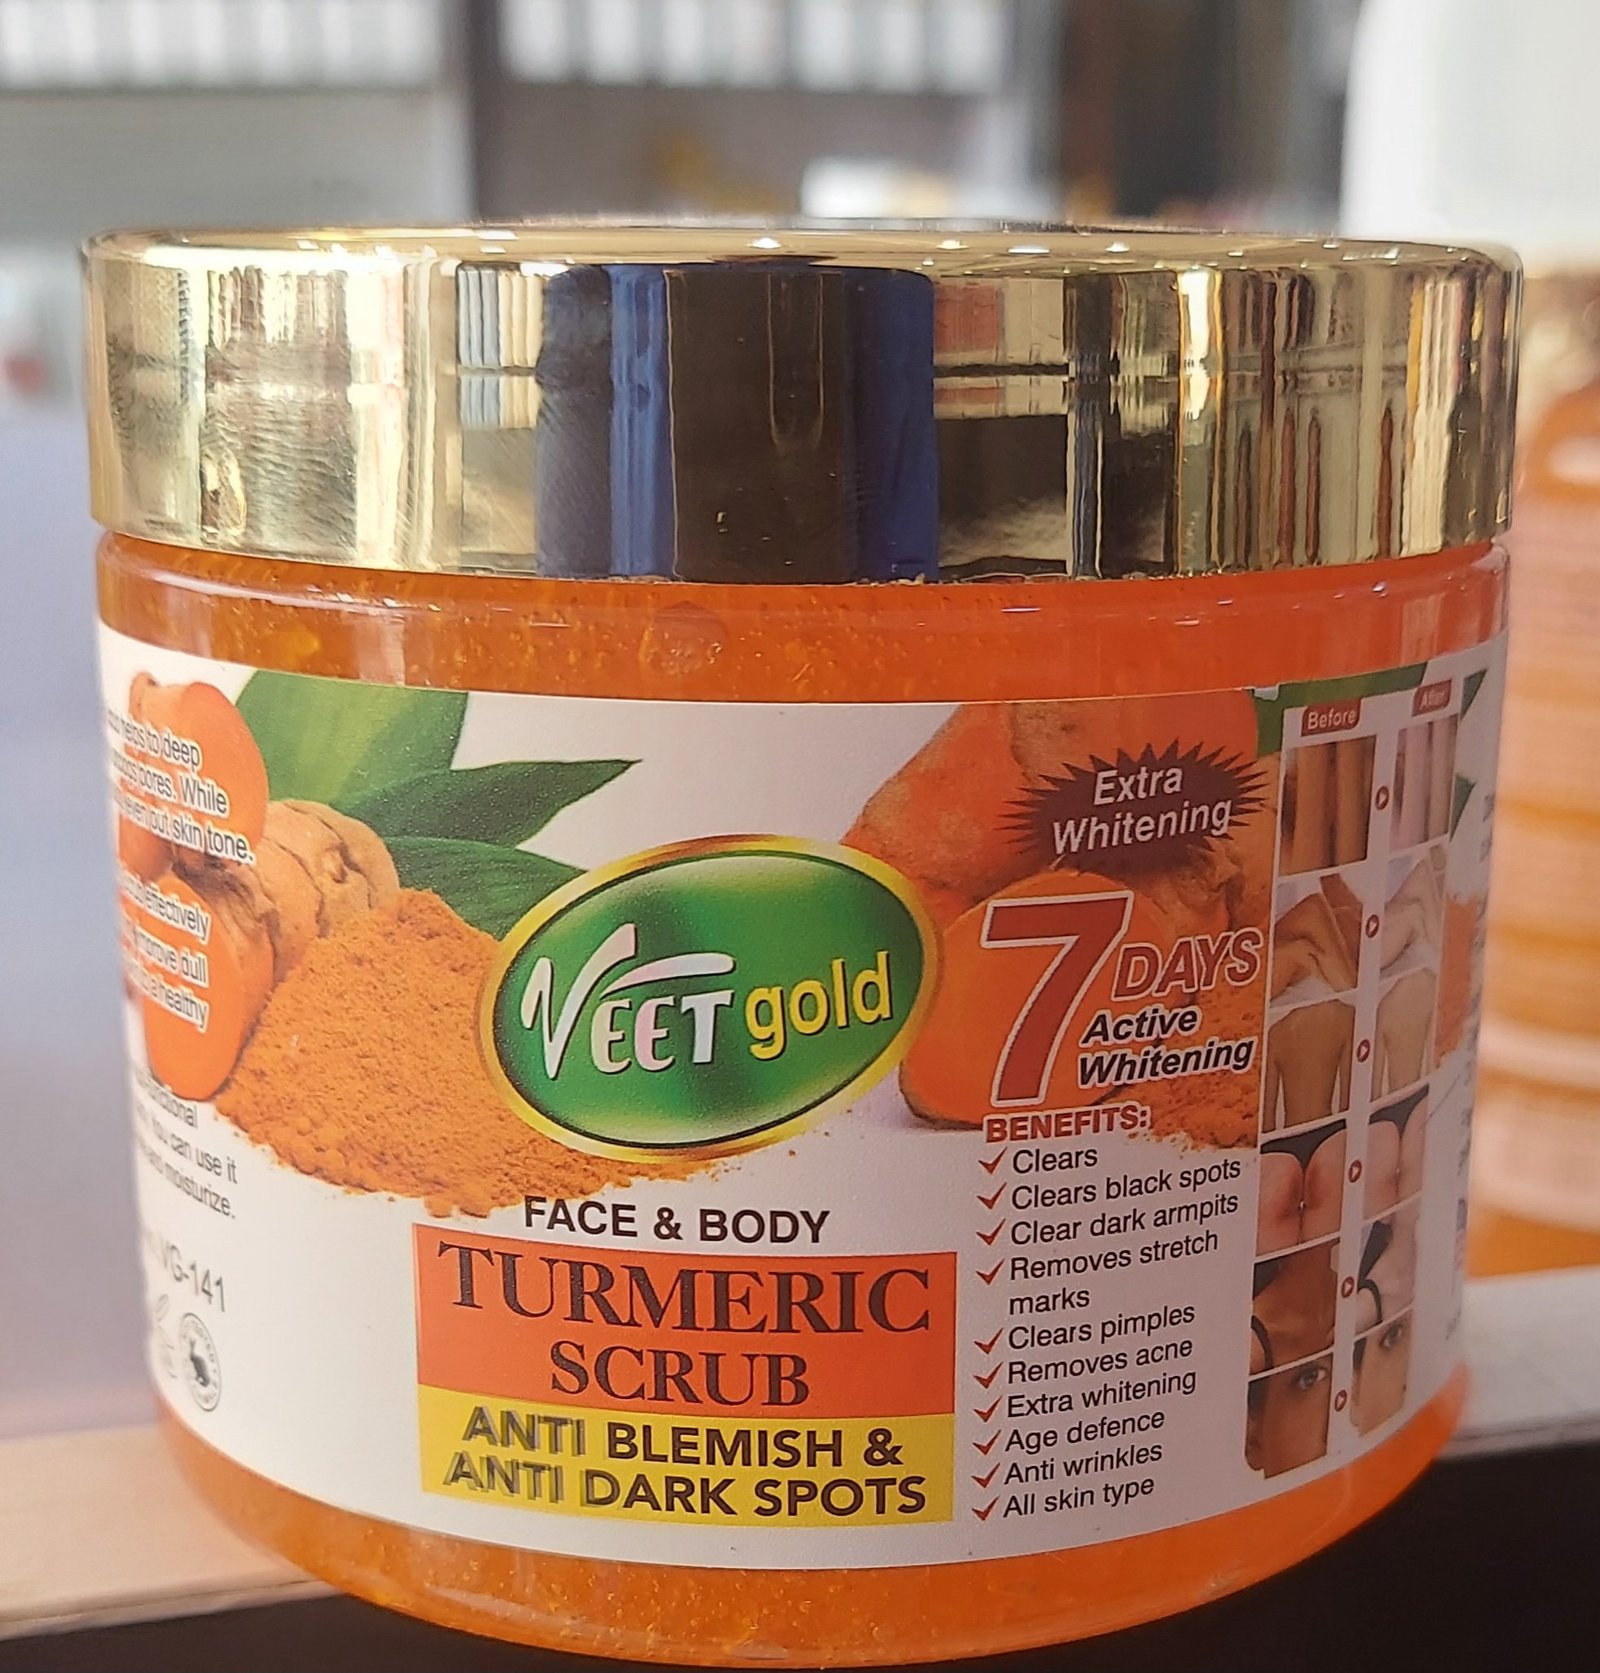 helps to deep
pores. While
even out skin tone.
effectively
improve dull
healthy
You can use it
and moisturize.
VG-141
VEET gold
FACE & BODY
TURMERIC
SCRUB
ANTI BLEMISH &
ANTI DARK SPOTS
Extra
Whitening
7 DAYS
Active
Whitening
BENEFITS:
Clears
Clears black spots
Clear dark armpits
Removes stretch
marks
Clears pimples
Removes acne
Extra whitening
Age defence
Anti wrinkles
All skin type
Before
After